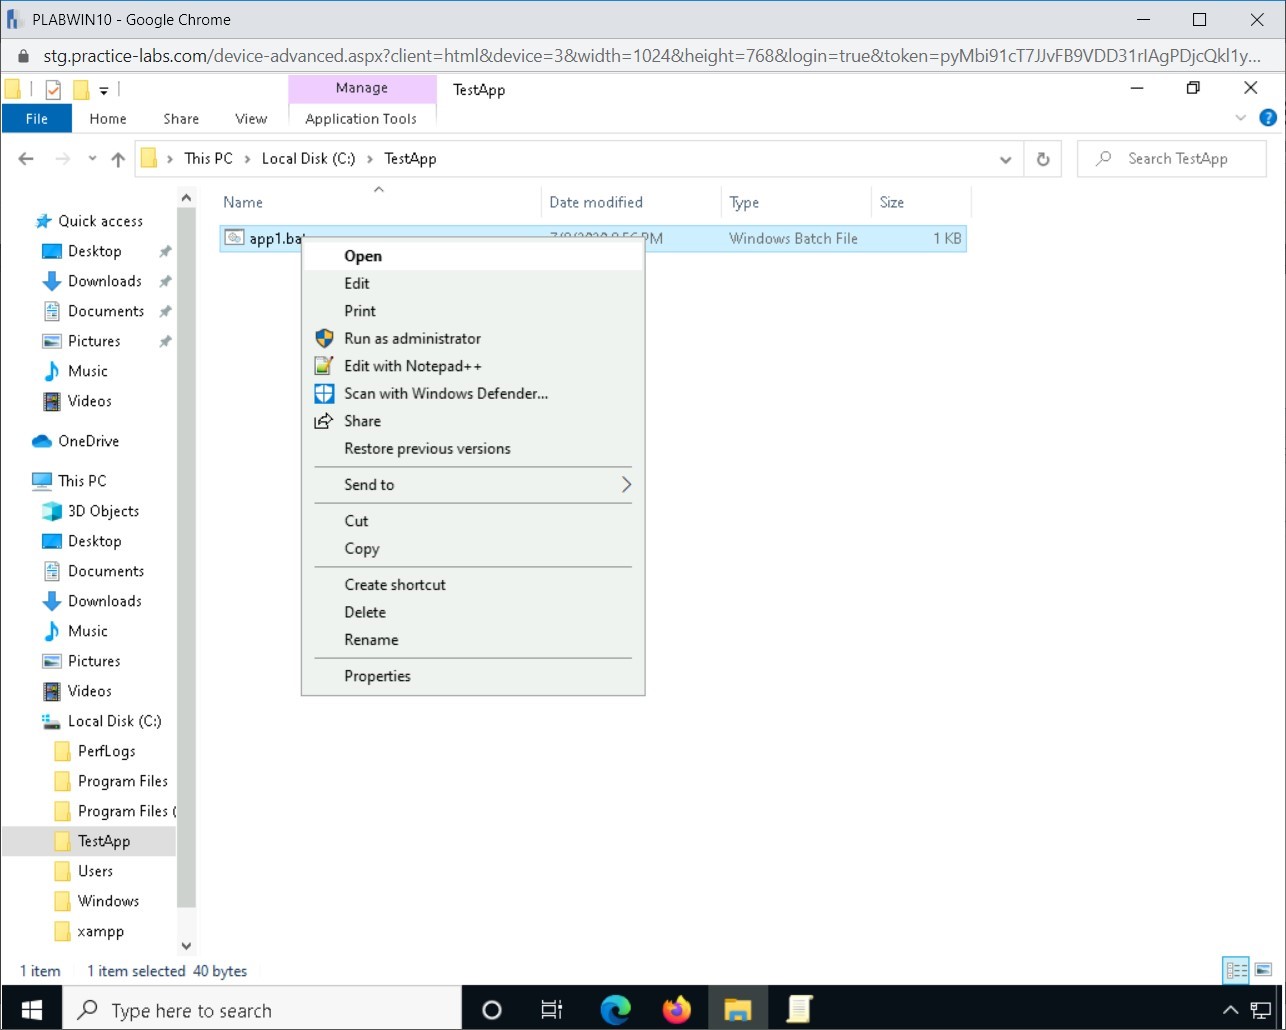 PLABWIN10 - Google Chrome
stg.practice-labs.com/device-advanced.aspx?client=html&device=3&width=1024&height=768&login=true&token=pyMbi91cT7JJvFB9VDD31rIAgPDjcQkl1y...
Manage
TestApp
File
Home
Share
View
Application Tools
This PC
Local Disk (C:)
TestApp
Search TestApp
Name
Date modified
Type
Size
app1.bat
PM
Windows Batch File
1 KB
Open
Edit
Print
Run as administrator
Edit with Notepad++
Scan with Windows Defender...
Share
Restore previous versions
Send to
Cut
Copy
Create shortcut
Delete
Rename
Properties
Quick access
Desktop
Downloads
Documents
Pictures
Music
Videos
OneDrive
This PC
3D Objects
Desktop
Documents
Downloads
Music
Pictures
Videos
Local Disk (C:)
PerfLogs
Program Files
Program Files (
TestApp
Users
Windows
xampp
1 item
1 item selected 40 bytes
Type here to search